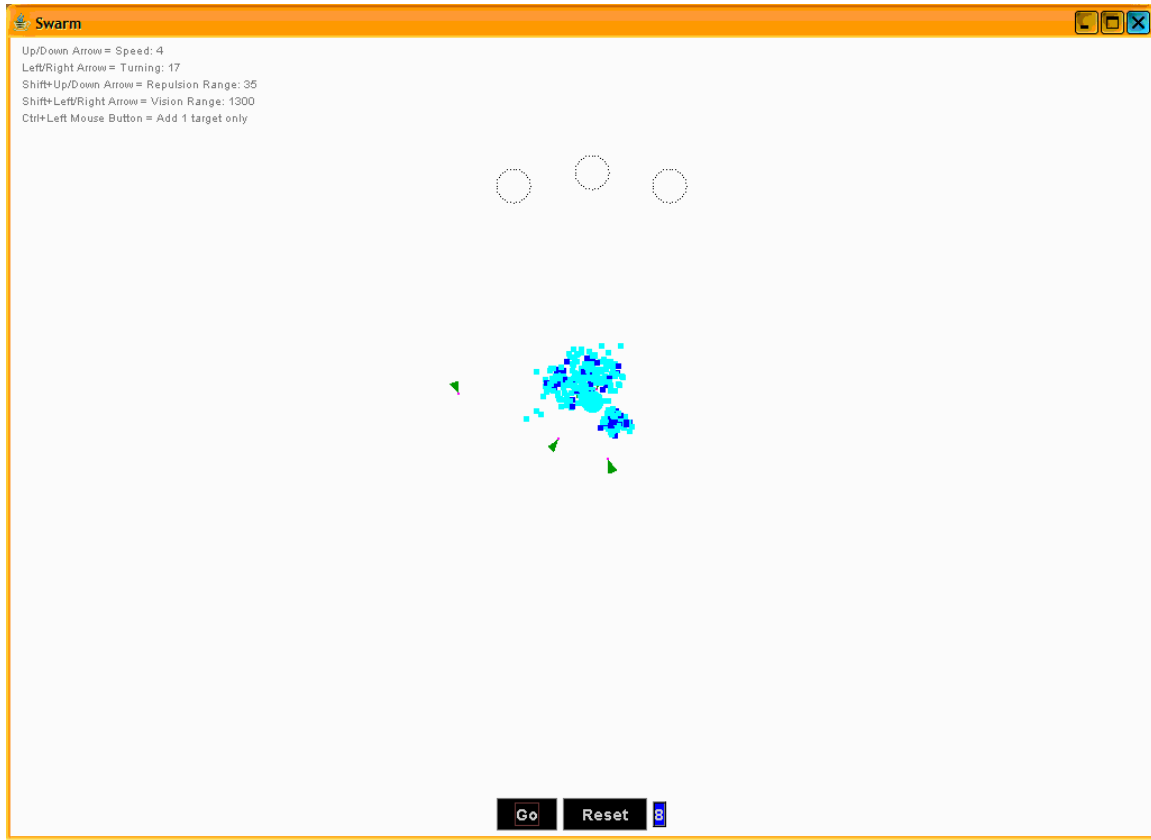 Swarm
Up/Down Arrow = Speed: 4
Left/Right Arrow = Turning: 17
Shift+Up/Down Arrow = Repulsion Range: 35
Shift+Left/Right Arrow = Vision Range: 1300
Ctrl+Left Mouse Button = Add 1 target only
Go Reset 8